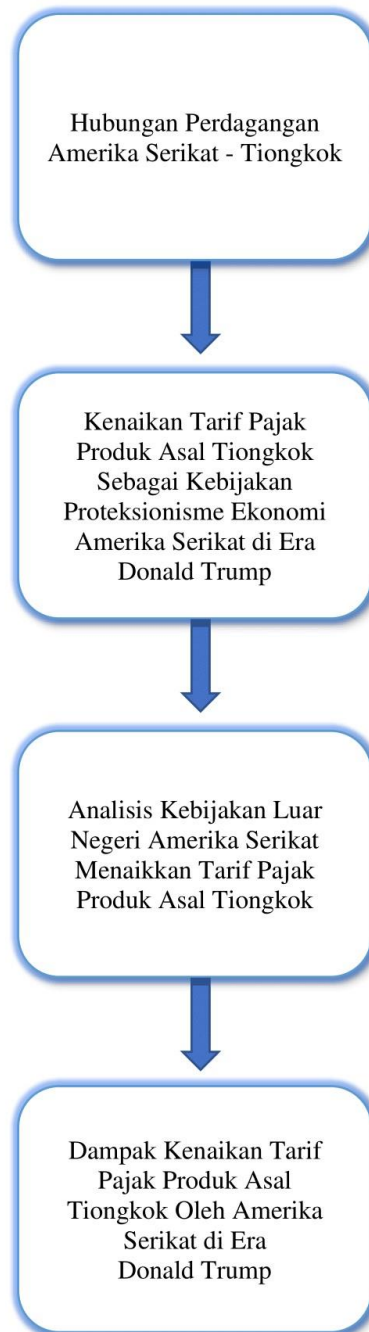 Hubungan Perdagangan
Amerika Serikat - Tiongkok
Kenaikan Tarif Pajak
Produk Asal Tiongkok
Sebagai Kebijakan
Proteksionisme Ekonomi
Amerika Serikat di Era
Donald Trump
Analisis Kebijakan Luar
Negeri Amerika Serikat
Menaikkan Tarif Pajak
Produk Asal Tiongkok
Dampak Kenaikan Tarif
Pajak Produk Asal
Tiongkok Oleh Amerika
Serikat di Era
Donald Trump